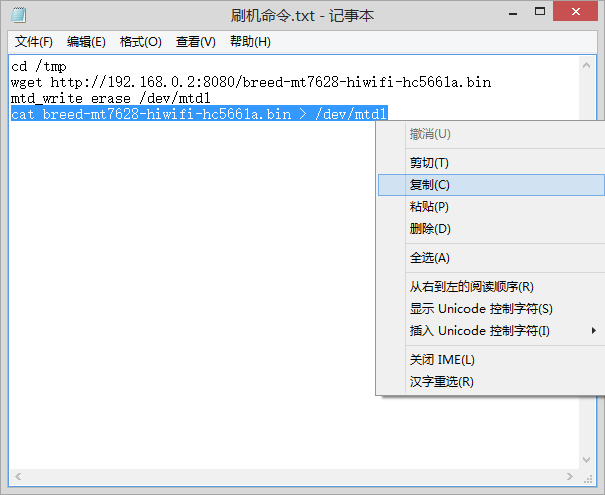 刷机命令.txt - 记事本
文件(F) 编辑(E) 格式(O) 查看(V) 帮助(H)
cd /tmp
wget http://192.168.0.2:8080/breed-mt7628-hiwifi-hc5661a.bin
mtd_write erase /dev/mtd1
cat breed-mt7628-hiwifi-hc5661a.bin > /dev/mtd1
撤消(U)
剪切(T)
复制(C)
粘贴(P)
删除(D)
全选(A)
从右到左的阅读顺序(R)
显示 Unicode 控制字符(S)
插入 Unicode 控制字符(I)
关闭 IME(L)
汉字重选(R)